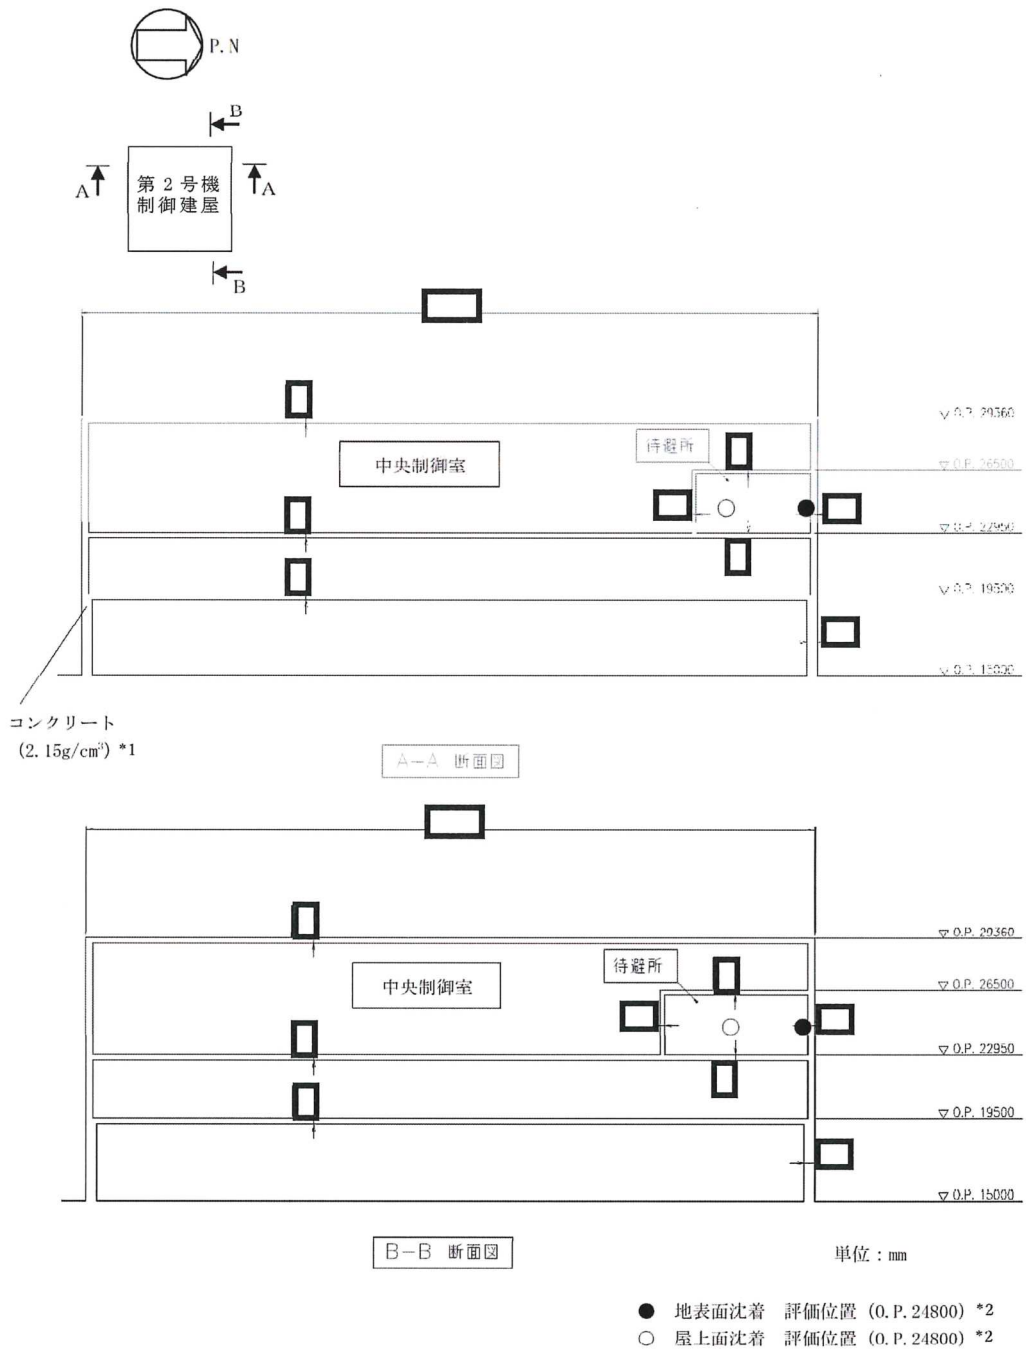 P.N
B
A
A
第2号機
制御建屋
B
▽ O.P. 29360
中央制御室
待避所
▽ O.P. 26500
▽ O.P. 22950
▽ O.P. 19500
▽ O.P. 15000
コンクリート
(2.15g/cm³) *1
A-A 断面図
▽ O.P. 29360
中央制御室
待避所
▽ O.P. 26500
▽ O.P. 22950
▽ O.P. 19500
▽ O.P. 15000
B-B 断面図
単位:mm
● 地表面沈着 評価位置 (O.P.24800) *2
○ 屋上面沈着 評価位置 (O.P.24800) *2